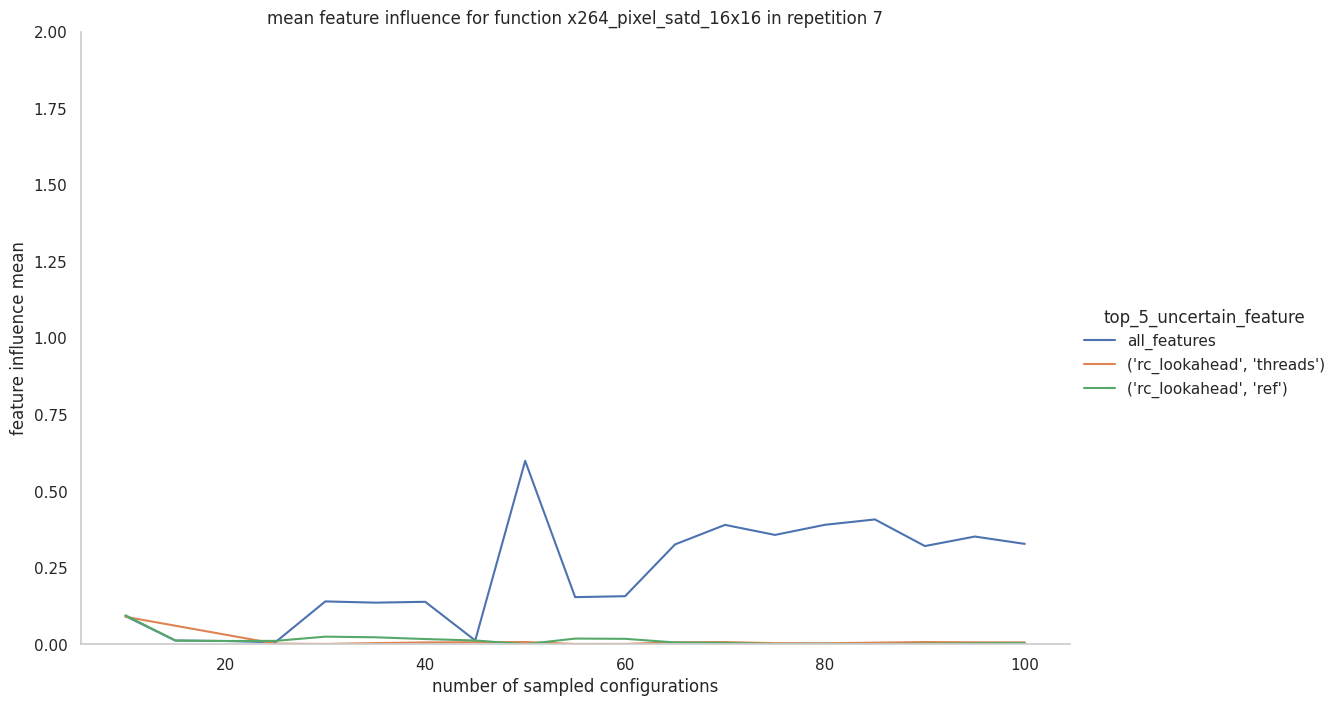 mean feature influence for function x264_pixel_satd_16x16 in repetition 7
2.00
1.75
1.50
1.25
1.00
0.75
0.50
0.25
0.00
feature influence mean
20
40
60
80
100
number of sampled configurations
top_5_uncertain_feature
all_features
('rc_lookahead', 'threads')
('rc_lookahead', 'ref')